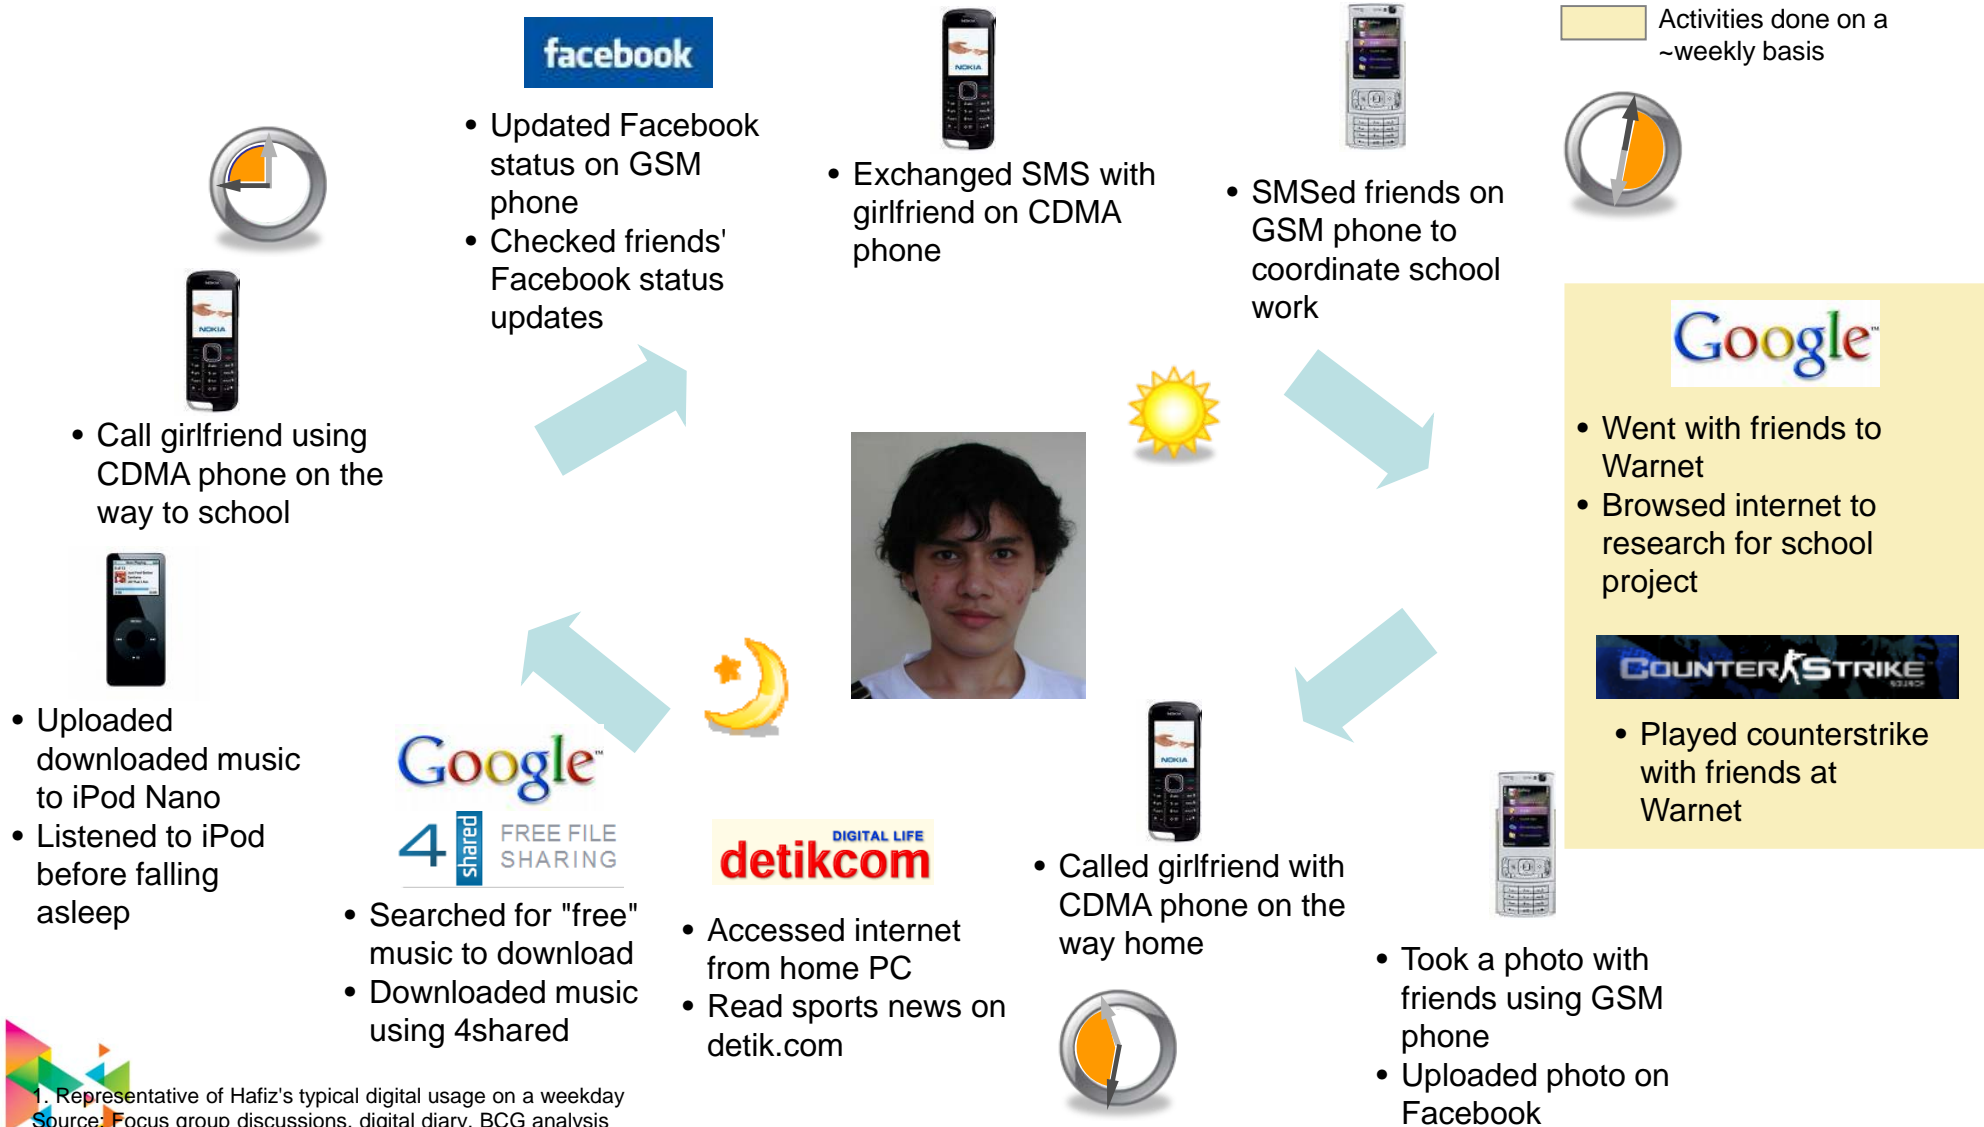 facebook
Activities done on a
~weekly basis
• Updated Facebook
status on GSM
phone
• Checked friends'
Facebook status
updates
NOKIA
• Exchanged SMS with
girlfriend on CDMA
phone
• SMSed friends on
GSM phone to
coordinate school
work
NOKIA
• Call girlfriend using
CDMA phone on the
way to school
Google™
• Went with friends to
Warnet
• Browsed internet to
research for school
project
COUNTER STRIKE
SOURCE
• Played counterstrike
with friends at
Warnet
• Uploaded
downloaded music
to iPod Nano
• Listened to iPod
before falling
asleep
Google™
4shared
FREE FILE
SHARING
• Searched for "free"
music to download
• Downloaded music
using 4shared
DIGITAL LIFE
detikcom
• Accessed internet
from home PC
• Read sports news on
detik.com
NOKIA
• Called girlfriend with
CDMA phone on the
way home
• Took a photo with
friends using GSM
phone
• Uploaded photo on
Facebook
1. Representative of Hafiz's typical digital usage on a weekday
Source: Focus group discussions, digital diary, BCG analysis